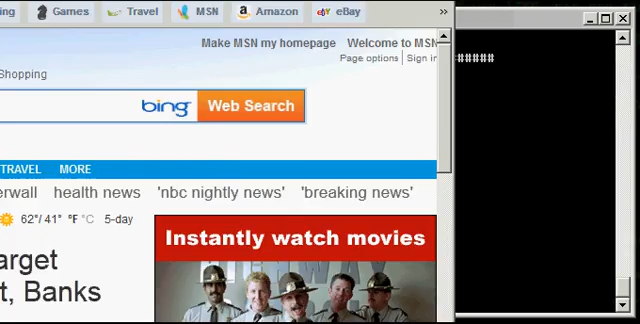 ing Games Travel MSN Amazon eBay »
Make MSN my homepage Welcome to MSN
Page options Sign in
######
Shopping
bing Web Search
TRAVEL MORE
erwall health news 'nbc nightly news' 'breaking news'
62°/ 41° °F °C 5-day
Instantly watch movies
arget
t, Banks